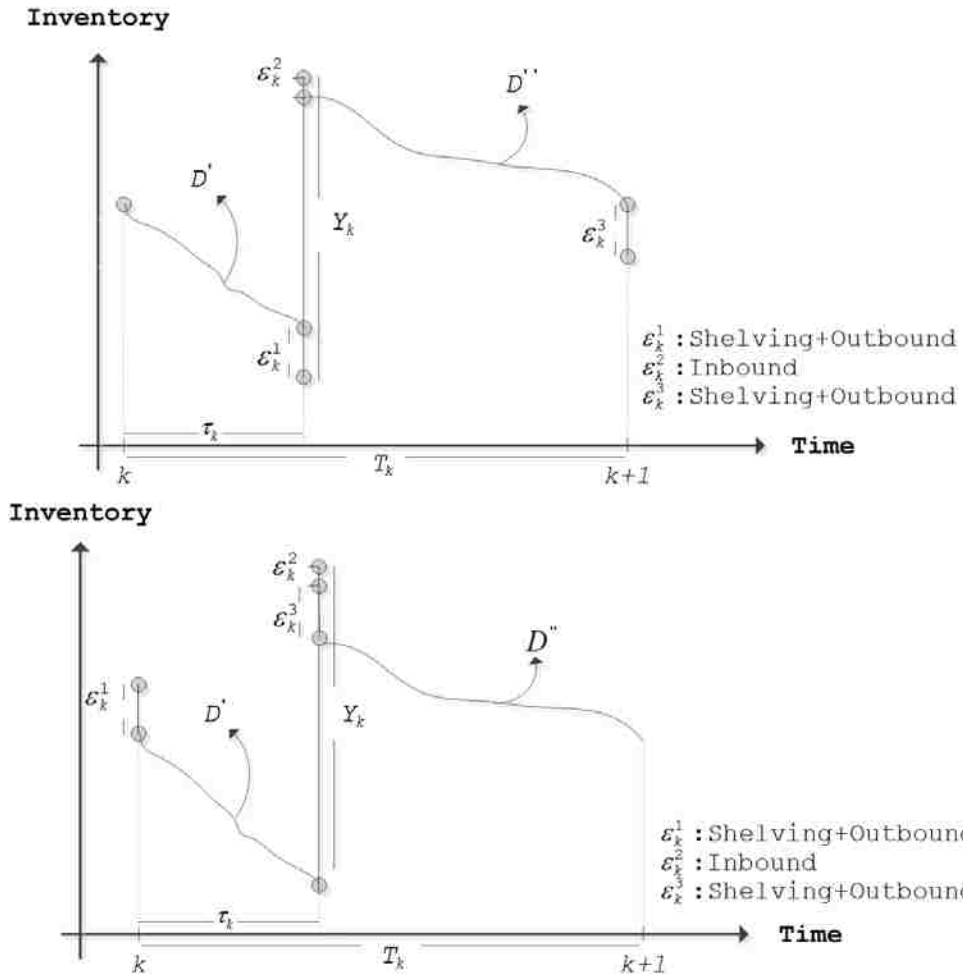 Inventory
ε_k^2
D''
D'
Y_k
ε_k^3
ε_k^1
ε_k^1 :Shelving+Outbound
ε_k^2 :Inbound
ε_k^3 :Shelving+Outbound
τ_k
Time
T_k
k k+1
Inventory
ε_k^2
ε_k^3
D"
ε_k^1
D'
Y_k
ε_k^1 :Shelving+Outbound
ε_k^2 :Inbound
ε_k^3 :Shelving+Outbound
τ_k
Time
T_k
k k+1